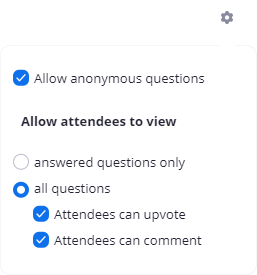 Allow anonymous questions
Allow attendees to view
answered questions only
all questions
Attendees can upvote
Attendees can comment